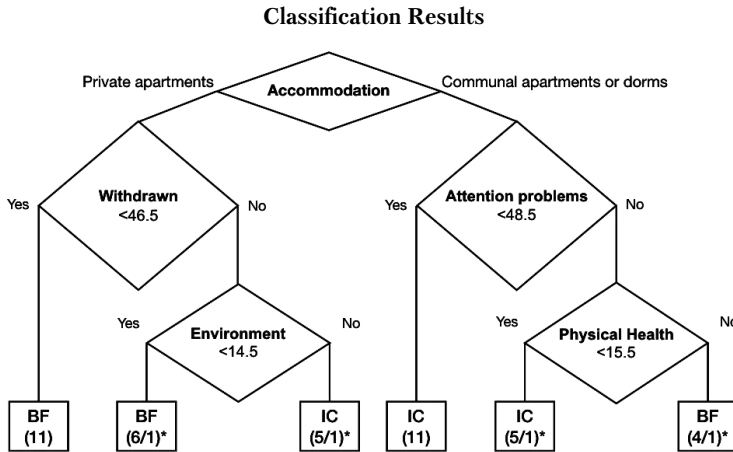 Classification Results
Private apartments
Accommodation
Communal apartments or dorms
Yes
Withdrawn
<46.5
No
Yes
Attention problems
<48.5
No
Yes
Environment
<14.5
No
Yes
Physical Health
<15.5
No
BF
(11)
BF
(6/1)*
IC
(5/1)*
IC
(11)
IC
(5/1)*
BF
(4/1)*